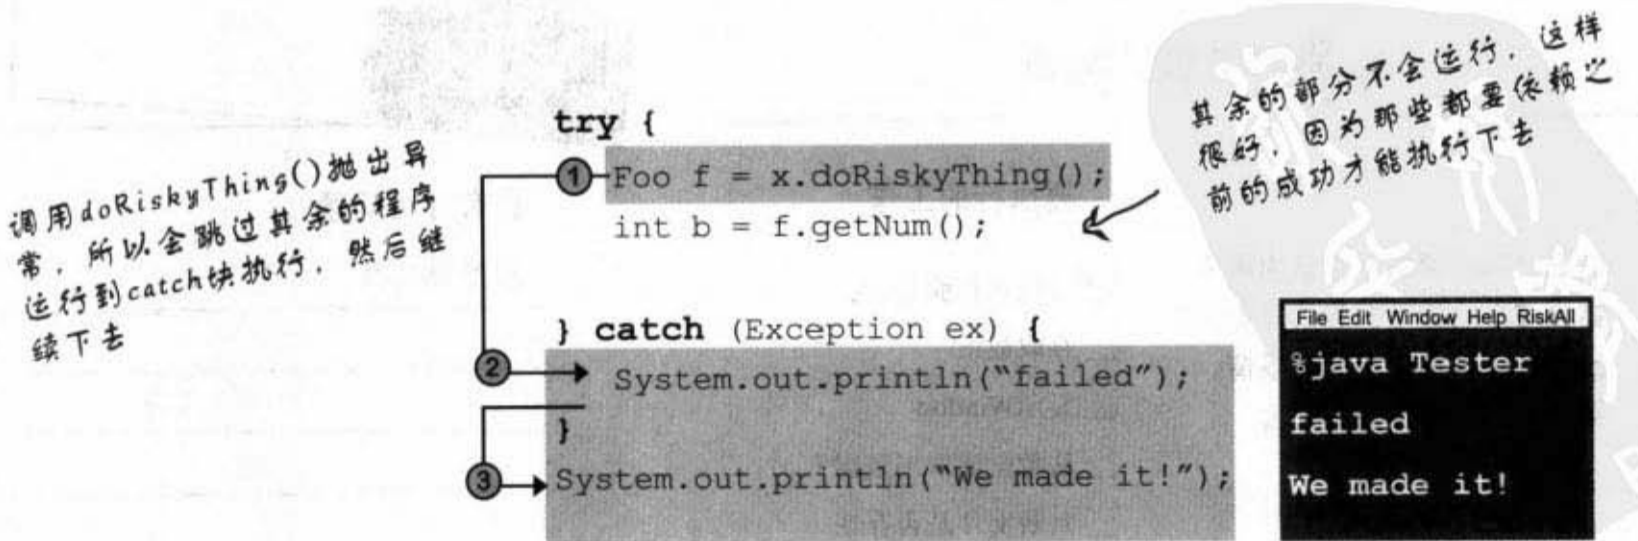 其余的部分不会运行，这样
很好，因为那些都要依赖之
前的成功才能执行下去
try {
调用doRiskyThing()抛出异
常，所以会跳过其余的程序
运行到catch块执行，然后继
续下去
1
Foo f = x.doRiskyThing();
int b = f.getNum();
} catch (Exception ex) {
2
System.out.println(“failed”);
}
3
System.out.println(“We made it!”);
File Edit Window Help RiskAll
%java Tester
failed
We made it!